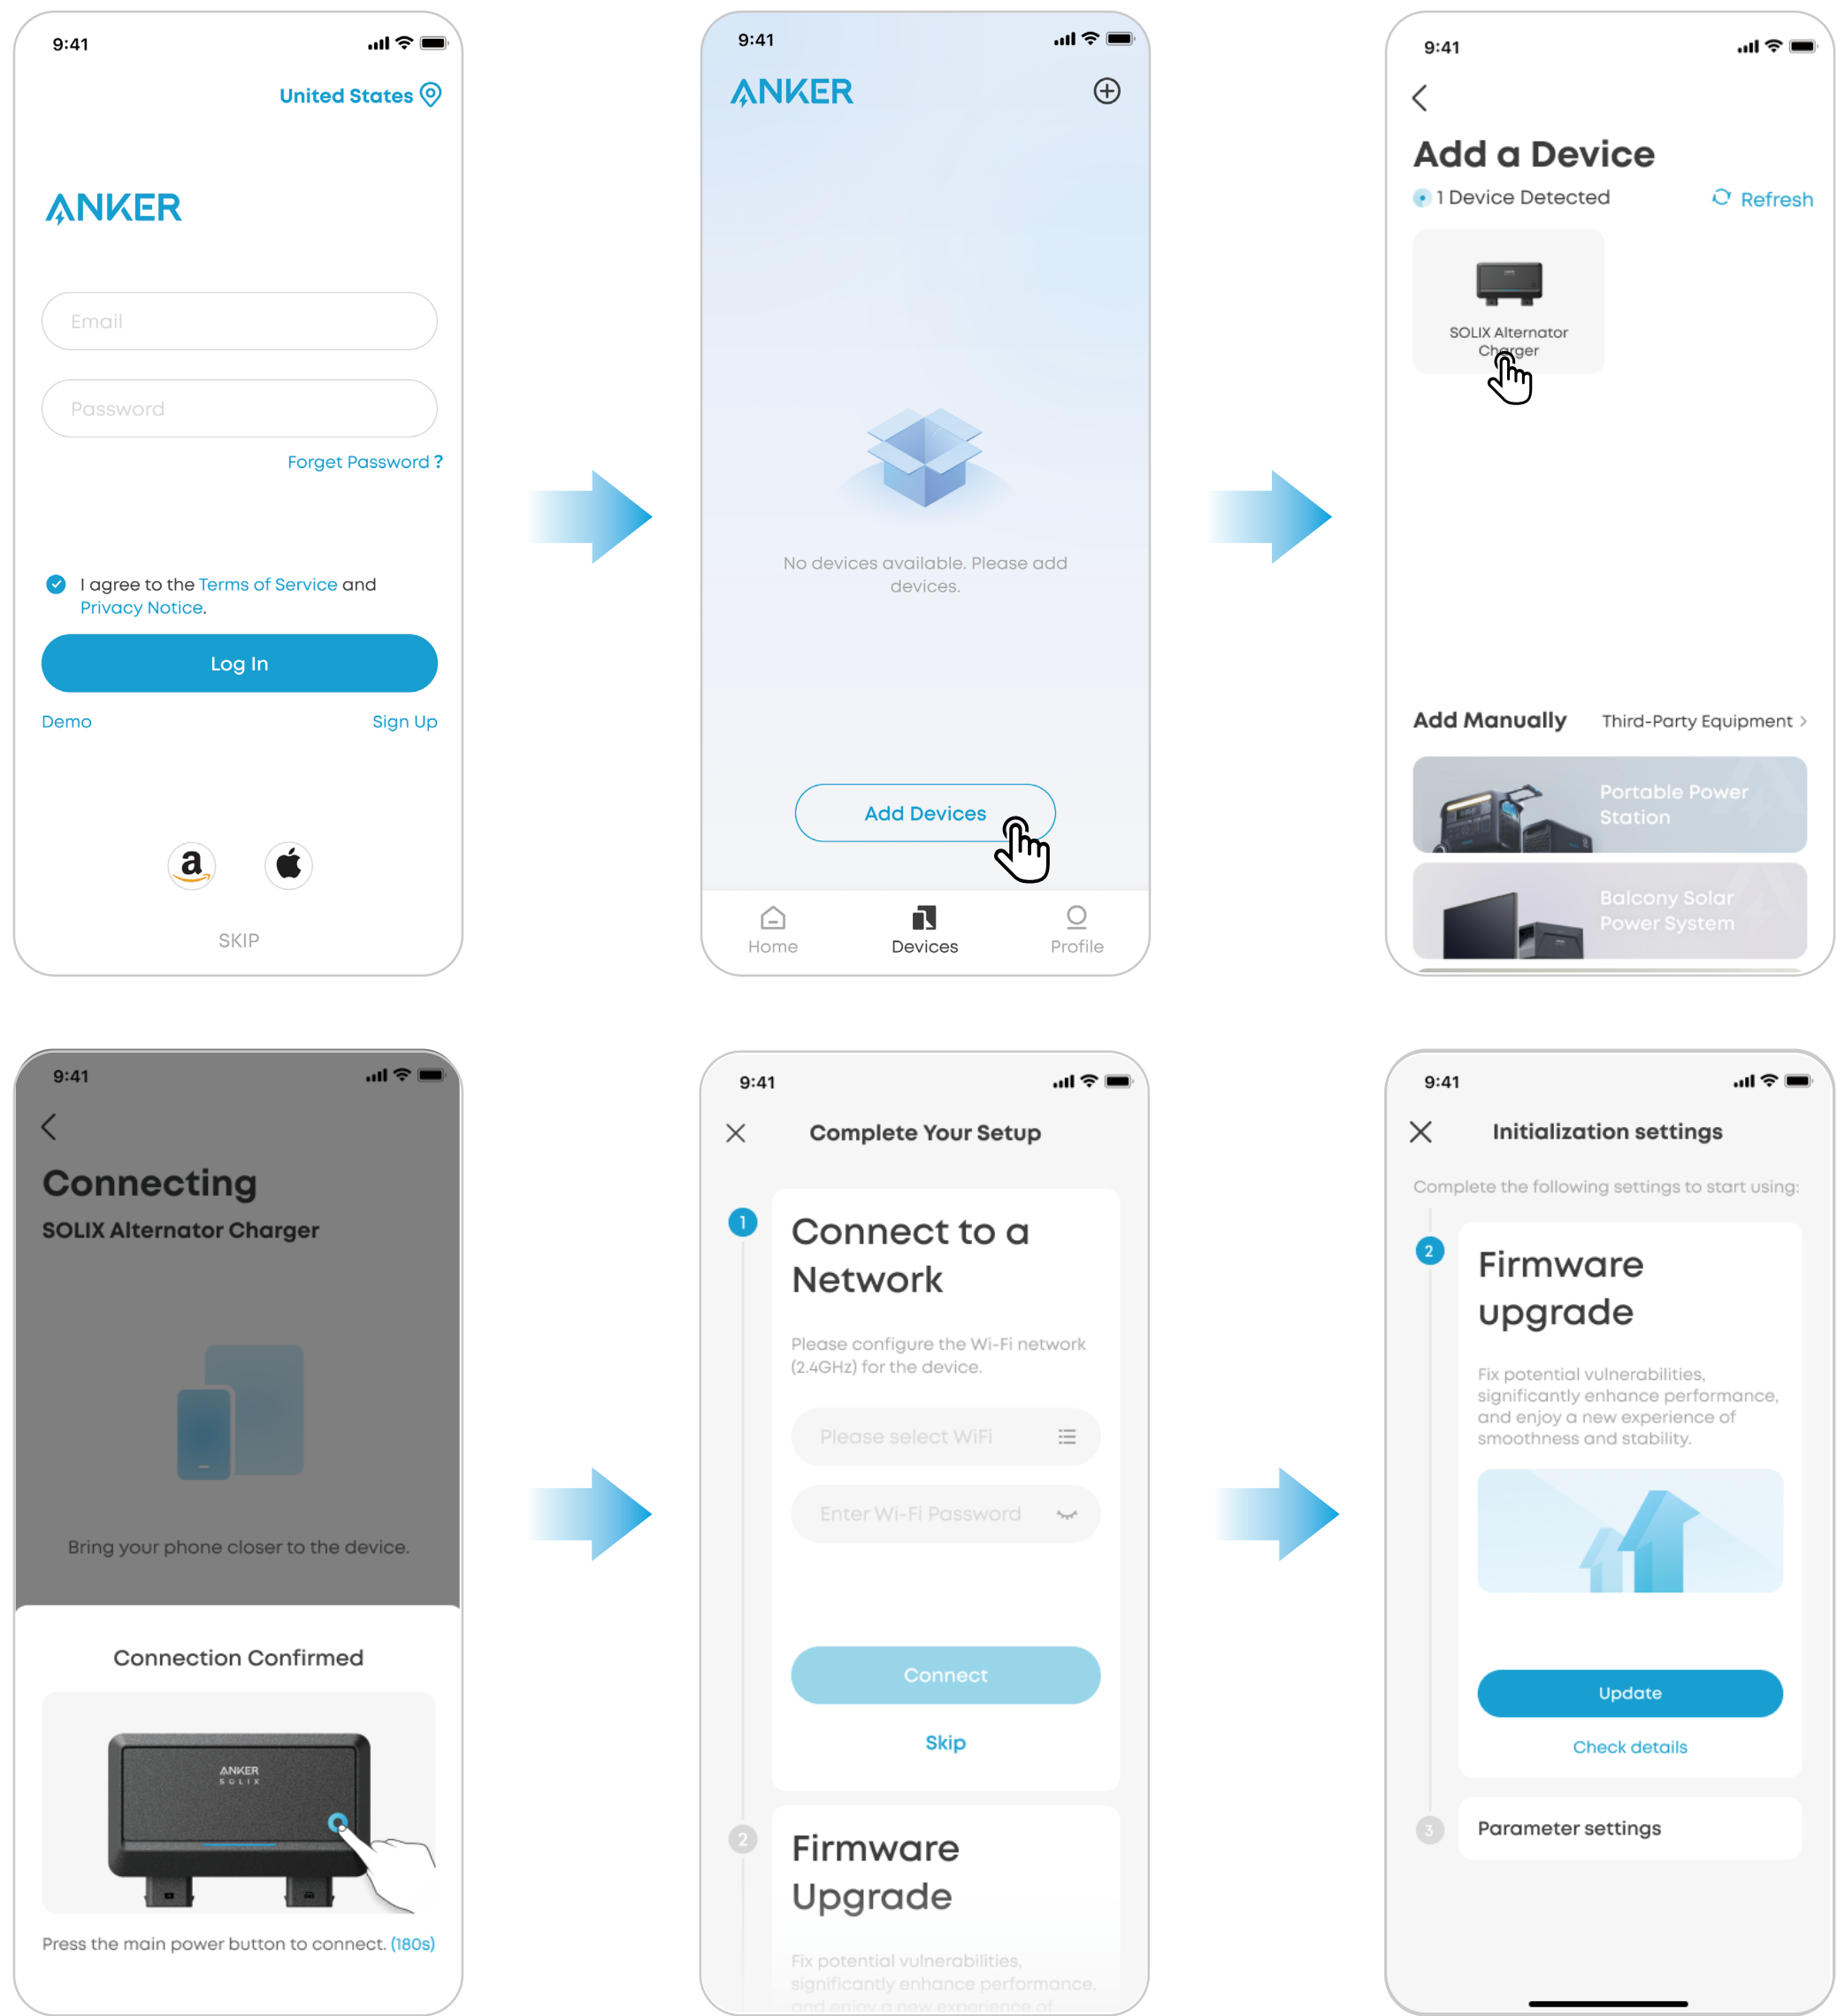 9:41
United States
ANKER
Email
Password
Forget Password ?
I agree to the Terms of Service and
Privacy Notice.
Log In
Demo
Sign Up
a
SKIP
9:41
ANKER
No devices available. Please add
devices.
Add Devices
Home
Devices
Profile
9:41
Add a Device
1 Device Detected
Refresh
SOLIX Alternator
Charger
Add Manually
Third-Party Equipment
Portable Power
Station
Balcony Solar
Power System
9:41
Connecting
SOLIX Alternator Charger
Bring your phone closer to the device.
Connection Confirmed
ANKER
SOLIX
Press the main power button to connect. (180s)
9:41
Complete Your Setup
1
Connect to a
Network
Please configure the Wi-Fi network
(2.4GHz) for the device.
Please select WiFi
Enter Wi-Fi Password
Connect
Skip
2
Firmware
Upgrade
Fix potential vulnerabilities,
significantly enhance performance,
and enjoy a new experience of
9:41
Initialization settings
Complete the following settings to start using:
2
Firmware
upgrade
Fix potential vulnerabilities,
significantly enhance performance,
and enjoy a new experience of
smoothness and stability.
Update
Check details
3
Parameter settings